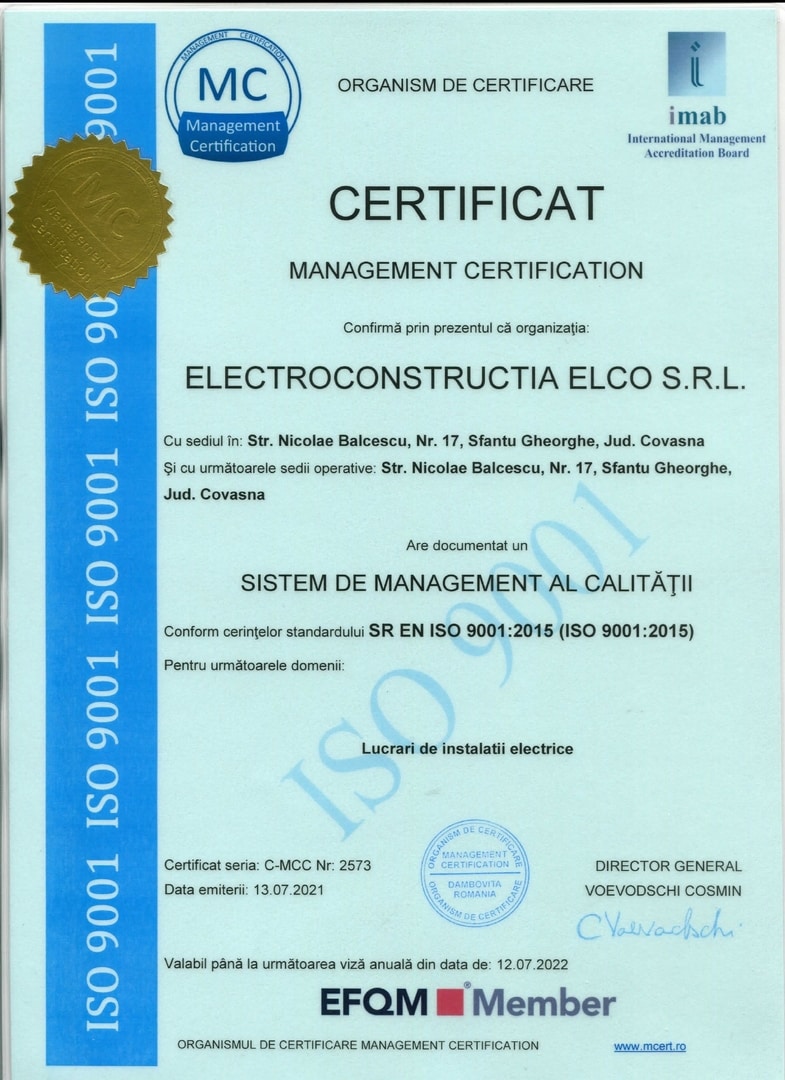 MANAGEMENT CERTIFICATION
MC
Management
Certification
ORGANISM DE CERTIFICARE
i
imab
International Management
Accreditation Board
MC
Management
Certification
CERTIFICAT
MANAGEMENT CERTIFICATION
Confirmă prin prezentul că organizaţia:
ELECTROCONSTRUCTIA ELCO S.R.L.
Cu sediul în: Str. Nicolae Balcescu, Nr. 17, Sfantu Gheorghe, Jud. Covasna
Şi cu următoarele sedii operative: Str. Nicolae Balcescu, Nr. 17, Sfantu Gheorghe,
Jud. Covasna
Are documentat un
SISTEM DE MANAGEMENT AL CALITĂŢII
Conform cerinţelor standardului SR EN ISO 9001:2015 (ISO 9001:2015)
Pentru următoarele domenii:
ISO 9001
Lucrari de instalatii electrice
Certificat seria: C-MCC Nr: 2573
Data emiterii: 13.07.2021
ORGANISM DE CERTIFICARE
MANAGEMENT
CERTIFICATION
DAMBOVITA
ROMANIA
ORGANISM DE CERTIFICARE
DIRECTOR GENERAL
VOEVODSCHI COSMIN
CVoevodschi
Valabil până la următoarea viză anuală din data de: 12.07.2022
EFQM ® Member
ORGANISMUL DE CERTIFICARE MANAGEMENT CERTIFICATION
www.mcert.ro
ISO 9001 ISO 9001 ISO 9001 ISO 90 9001